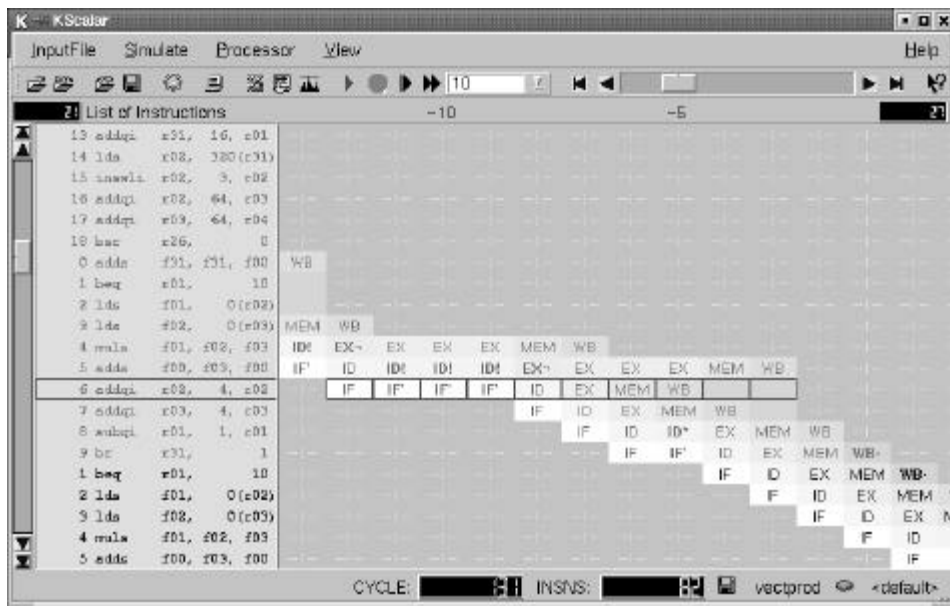 KScalar
InputFile Simulate Processor View Help
10
List of Instructions -10 -5
13 addqi r31, 16, r01
14 lda r02, 320(r31)
15 r02, 3, r02
16 addqi r02, 64, r03
17 addqi r03, 64, r04
18 bsr r26, 0
0 adds f31, f31, f00 WB
1 beq r01, 10
2 lds f01, 0(r02)
3 lds f02, 0(r03) MEM WB
4 muls f01, f02, f03 ID! EX¬ EX EX EX MEM WB
5 adds f00, f03, f00 IF' ID ID! ID! ID! EX¬ EX EX EX MEM WB
6 addqi r02, 4, r02 IF IF' IF' IF' ID EX MEM WB
7 addqi r03, 4, r03 IF ID EX MEM WB
8 subqi r01, 1, r01 IF ID ID* EX MEM WB
9 br r31, 1 IF IF' ID EX MEM WB·
1 beq r01, 10 IF ID EX MEM WB·
2 lds f01, 0(r02) IF ID EX MEM
3 lds f02, 0(r03) IF ID EX
4 muls f01, f02, f03 IF ID
5 adds f00, f03, f00 IF
CYCLE: INSNS: vectprod <default>